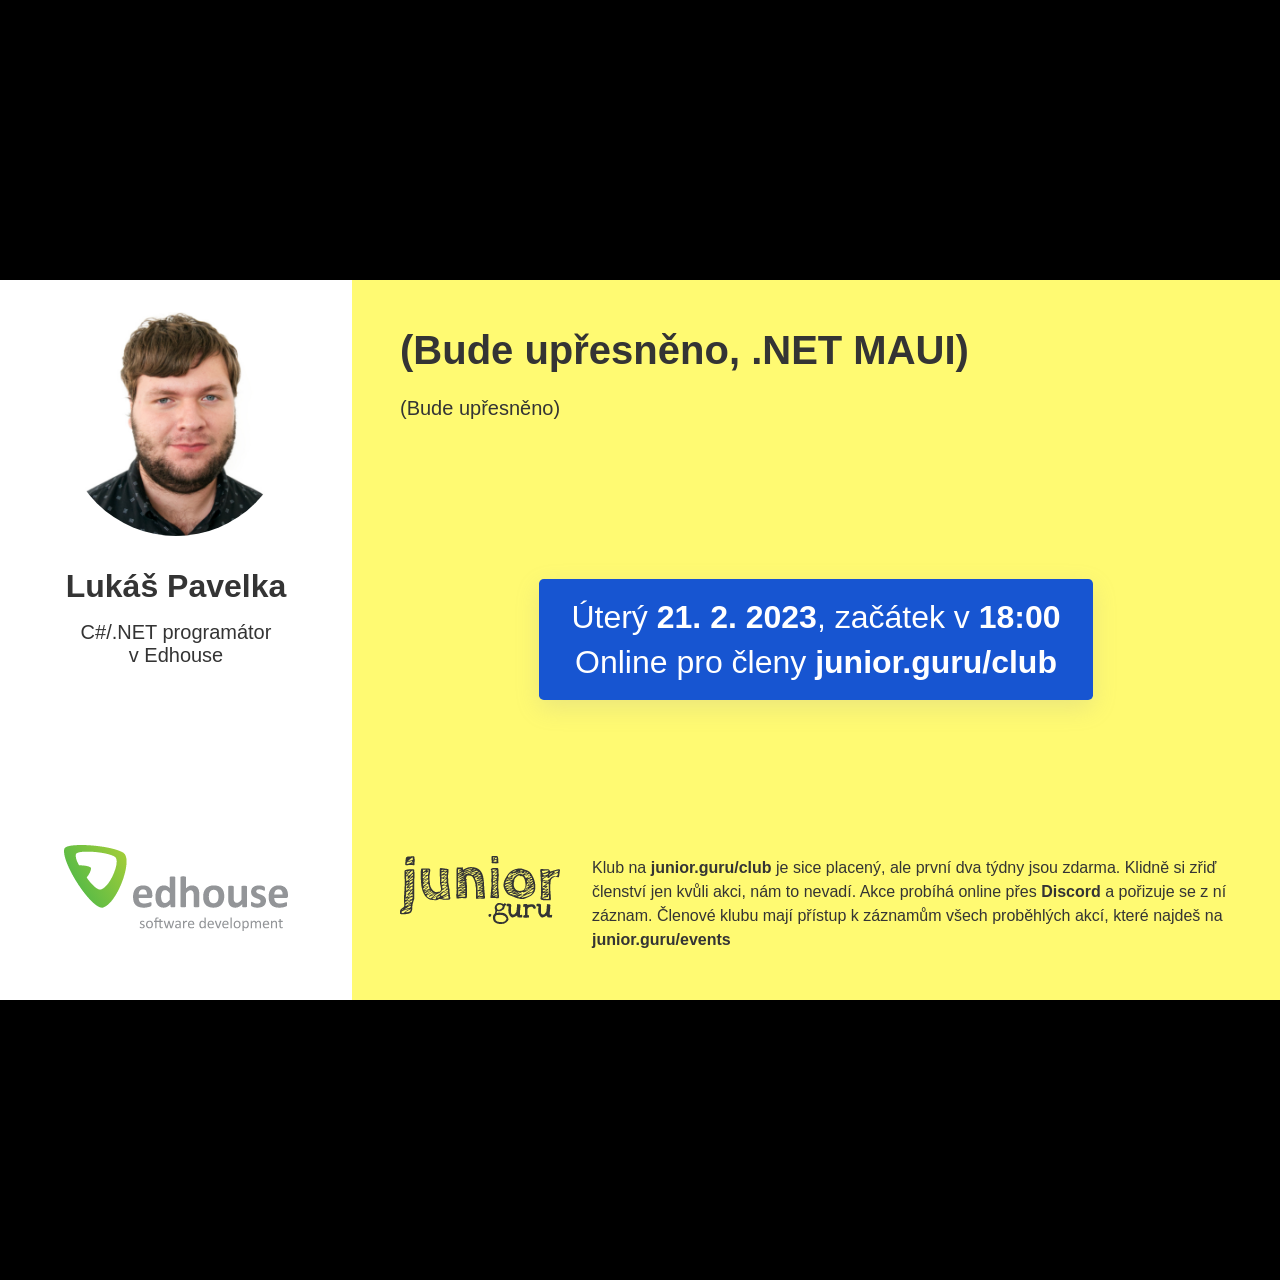 Lukáš Pavelka
C#/.NET programátor
v Edhouse
edhouse
software development
(Bude upřesněno, .NET MAUI)
(Bude upřesněno)
Úterý 21. 2. 2023, začátek v 18:00
Online pro členy junior.guru/club
junior
.guru
Klub na junior.guru/club je sice placený, ale první dva týdny jsou zdarma. Klidně si zřiď
členství jen kvůli akci, nám to nevadí. Akce probíhá online přes Discord a pořizuje se z ní
záznam. Členové klubu mají přístup k záznamům všech proběhlých akcí, které najdeš na
junior.guru/events